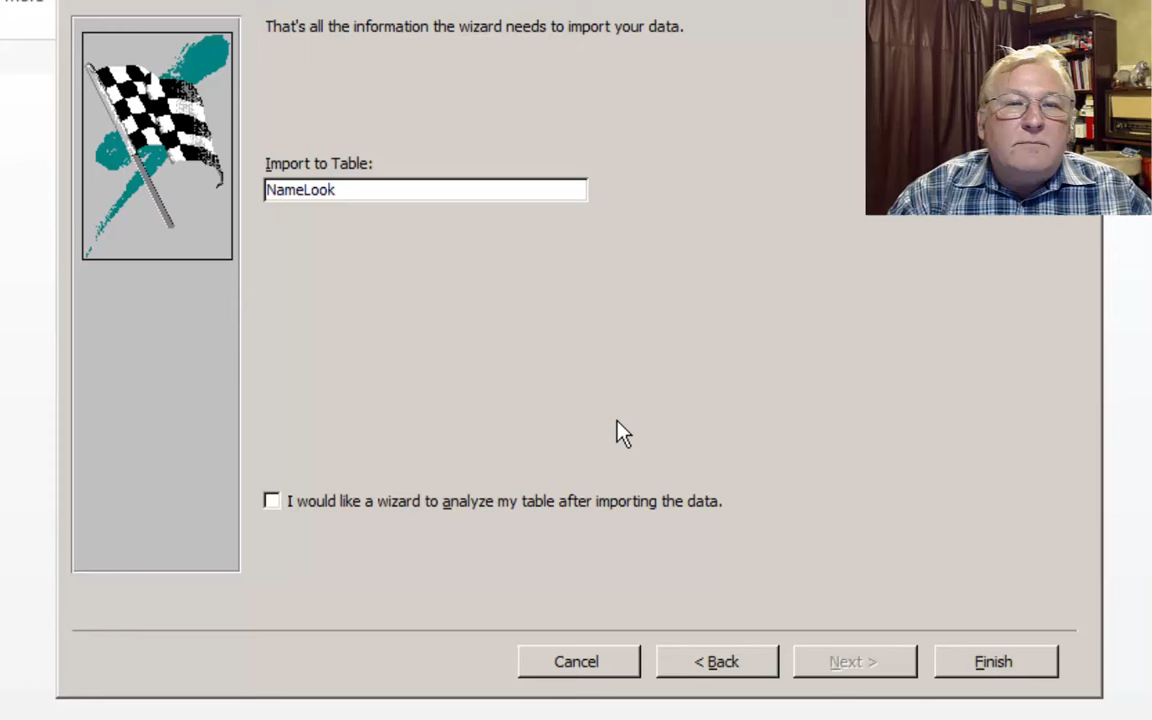 That's all the information the wizard needs to import your data.
Import to Table:
NameLook
I would like a wizard to analyze my table after importing the data.
Cancel
< Back
Next >
Finish